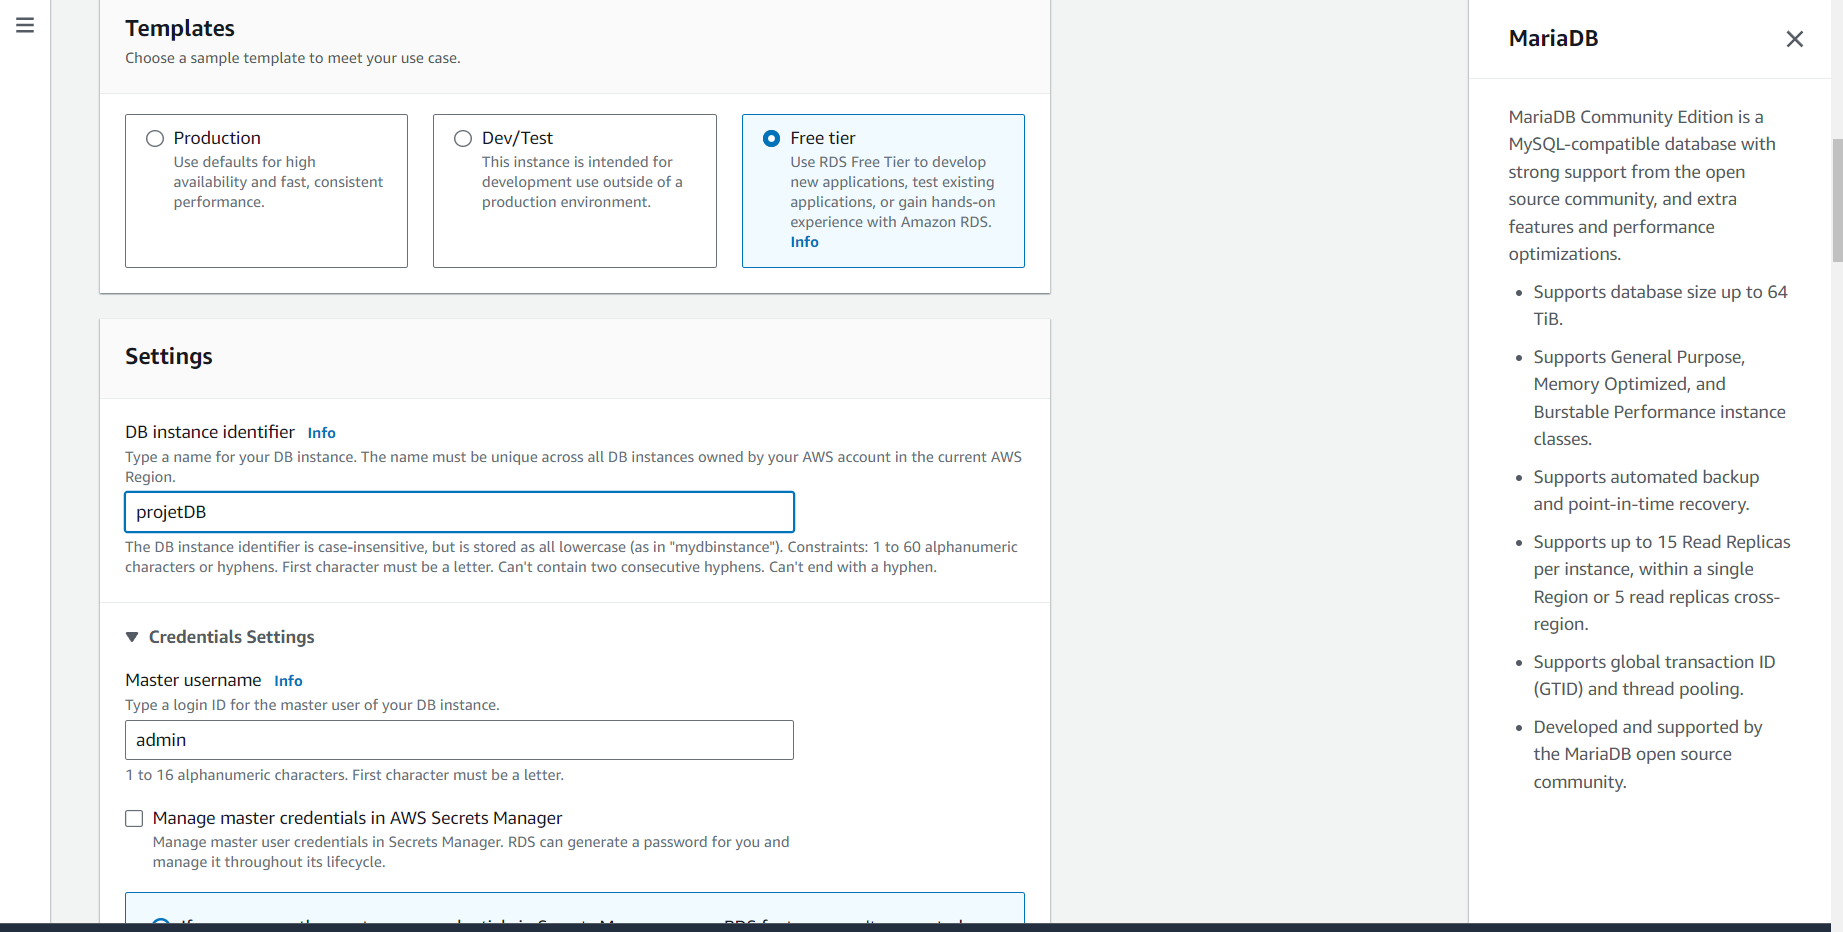 Templates
Choose a sample template to meet your use case.
Production
Use defaults for high
availability and fast, consistent
performance.
Dev/Test
This instance is intended for
development use outside of a
production environment.
Free tier
Use RDS Free Tier to develop
new applications, test existing
applications, or gain hands-on
experience with Amazon RDS.
Info
Settings
DB instance identifier Info
Type a name for your DB instance. The name must be unique across all DB instances owned by your AWS account in the current AWS
Region.
projetDB
The DB instance identifier is case-insensitive, but is stored as all lowercase (as in "mydbinstance"). Constraints: 1 to 60 alphanumeric
characters or hyphens. First character must be a letter. Can't contain two consecutive hyphens. Can't end with a hyphen.
Credentials Settings
Master username Info
Type a login ID for the master user of your DB instance.
admin
1 to 16 alphanumeric characters. First character must be a letter.
Manage master credentials in AWS Secrets Manager
Manage master user credentials in Secrets Manager. RDS can generate a password for you and
manage it throughout its lifecycle.
MariaDB
MariaDB Community Edition is a
MySQL-compatible database with
strong support from the open
source community, and extra
features and performance
optimizations.
• Supports database size up to 64
TiB.
• Supports General Purpose,
Memory Optimized, and
Burstable Performance instance
classes.
• Supports automated backup
and point-in-time recovery.
• Supports up to 15 Read Replicas
per instance, within a single
Region or 5 read replicas cross-
region.
• Supports global transaction ID
(GTID) and thread pooling.
• Developed and supported by
the MariaDB open source
community.